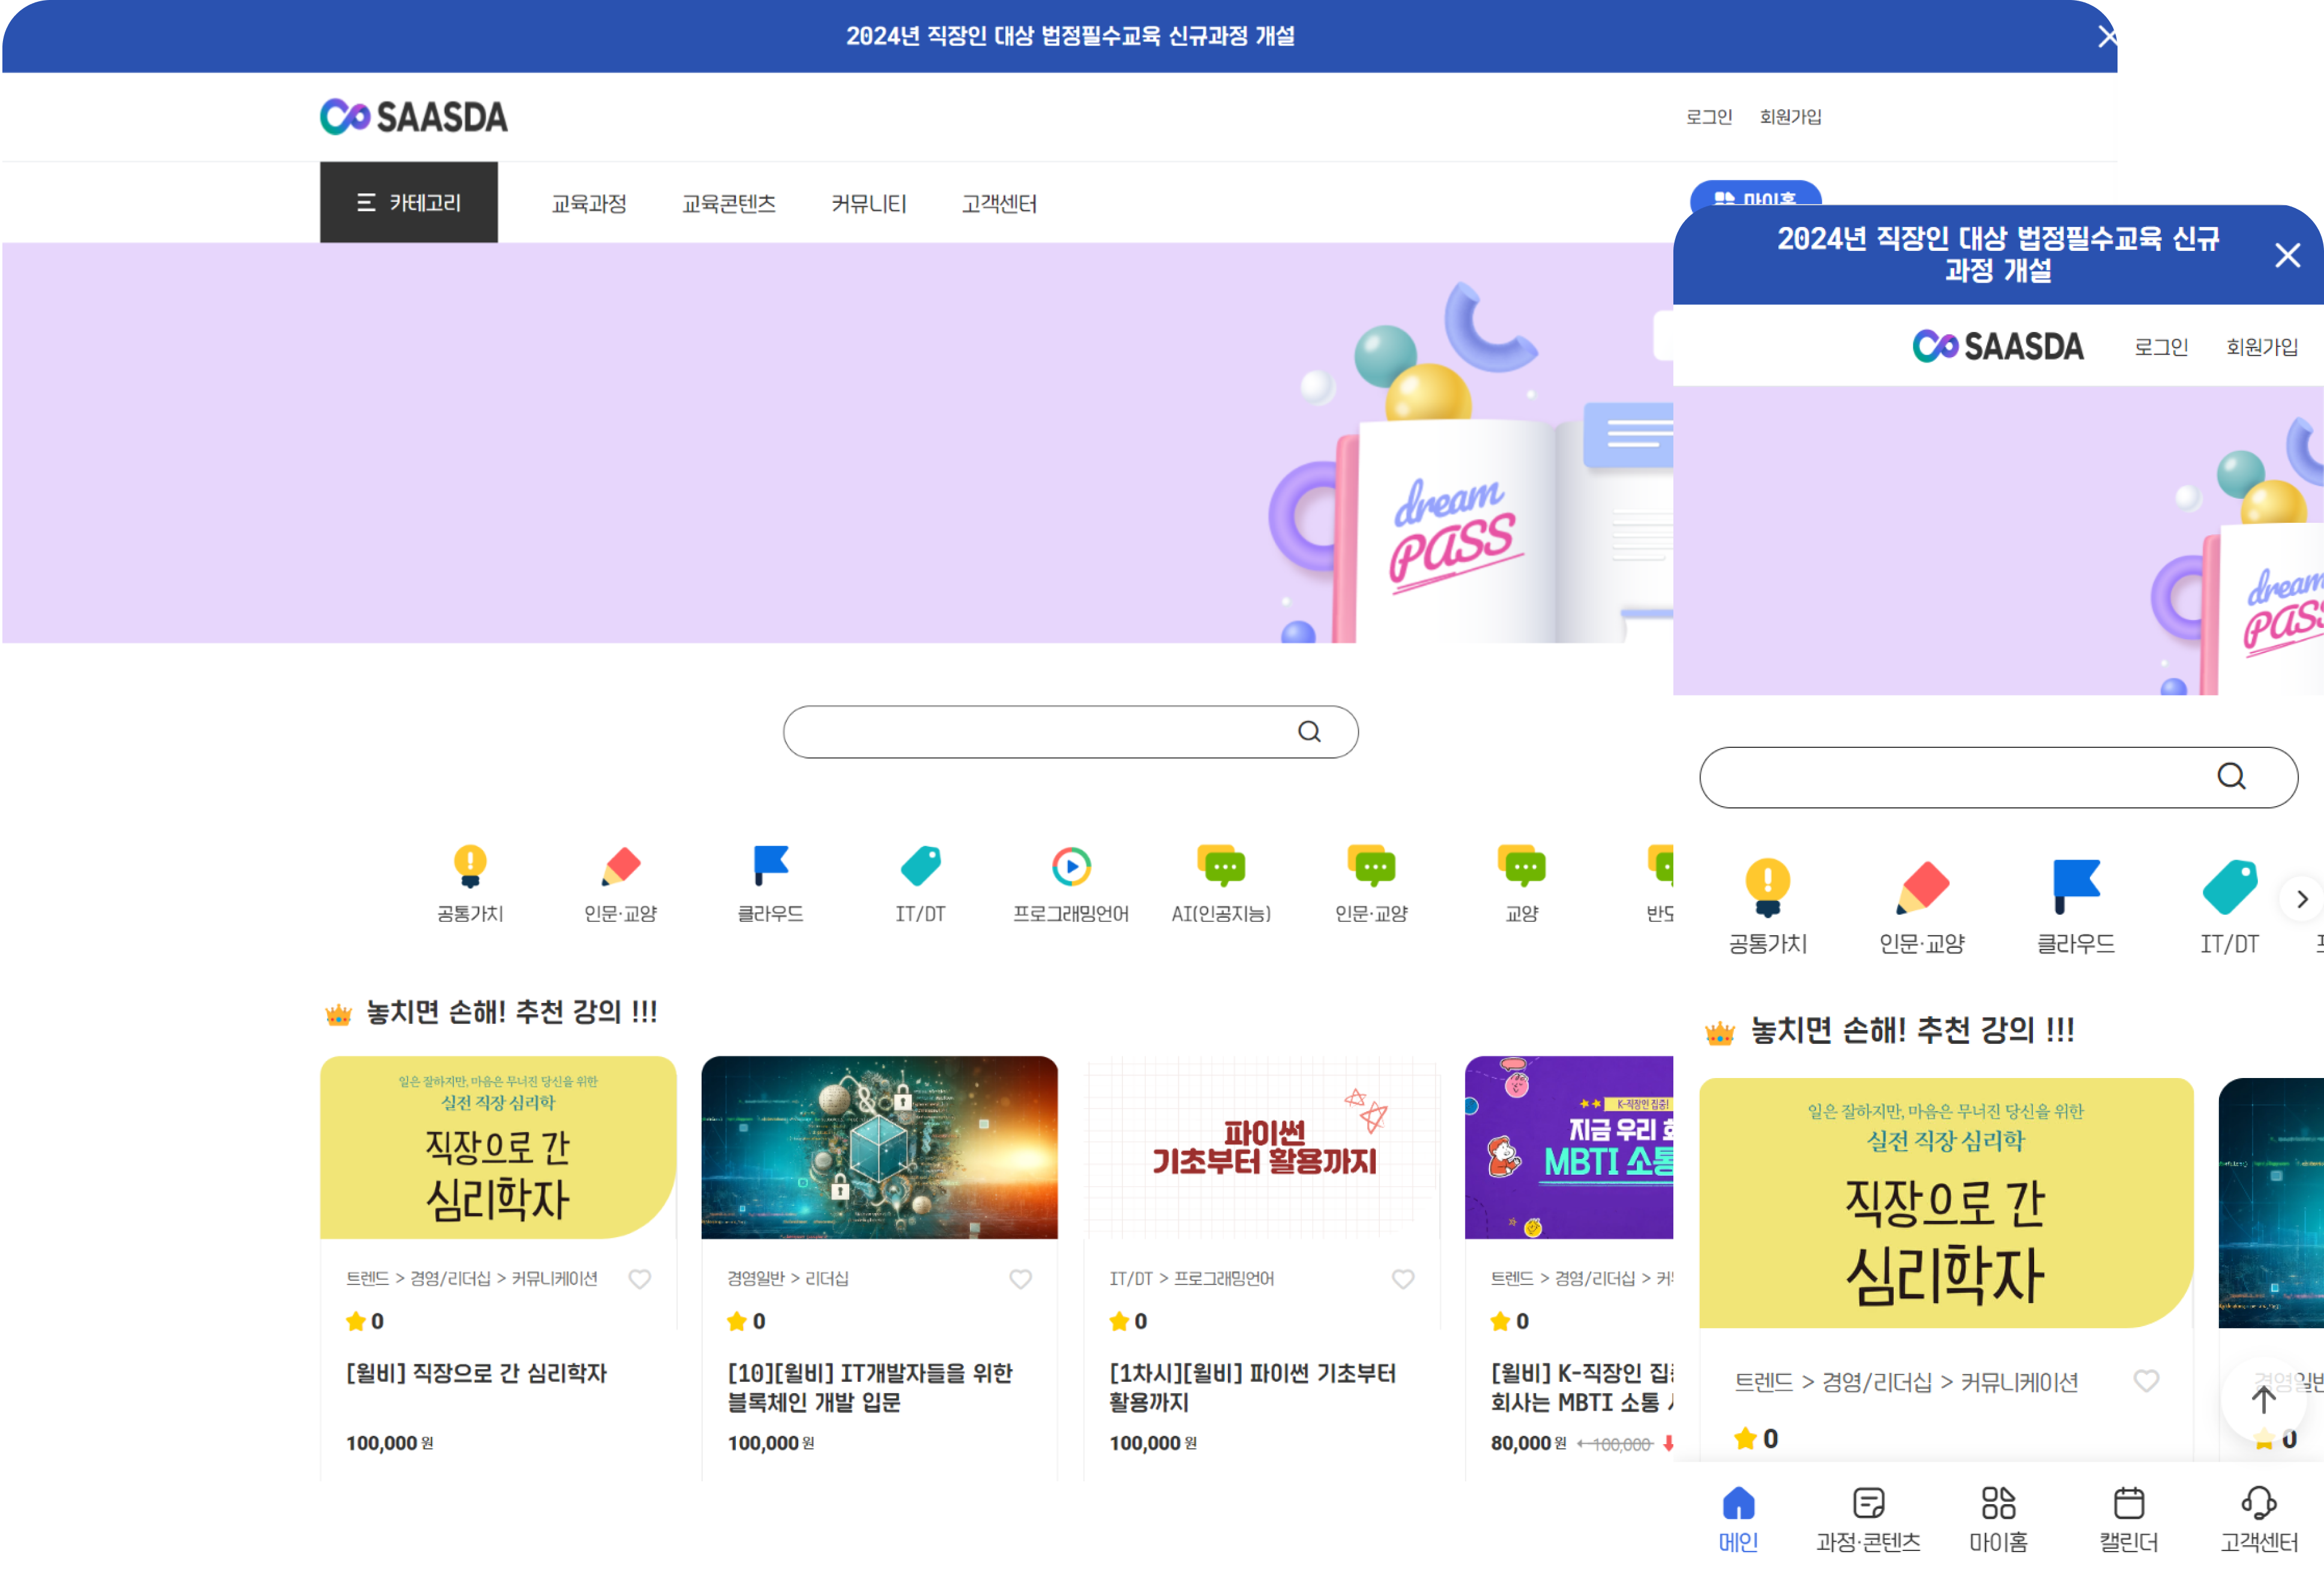 2024년 직장인 대상 법정필수교육 신규과정 개설
SAASDA
로그인 회원가입
카테고리 교육과정 교육콘텐츠 커뮤니티 고객센터
마이홈
dream
PASS
공통가치 인문·교양 클라우드 IT/DT 프로그래밍언어 AI(인공지능) 인문·교양 교양
놓치면 손해! 추천 강의 !!!
일은 잘하지만, 마음은 무너진 당신을 위한
실전 직장 심리학
직장으로 간
심리학자
트렌드 > 경영/리더십 > 커뮤니케이션
0
[윌비] 직장으로 간 심리학자
100,000 원
경영일반 > 리더십
0
[10][윌비] IT개발자들을 위한
블록체인 개발 입문
100,000 원
파이썬
기초부터 활용까지
IT/DT > 프로그래밍언어
0
[1차시][윌비] 파이썬 기초부터
활용까지
100,000 원
K-직장인 집중!
지금 우리
MBTI 소통
트렌드 > 경영/리더십 >
0
[윌비] K-직장인
회사는 MBTI 소통
80,000 원 100,000
2024년 직장인 대상 법정필수교육 신규
과정 개설
SAASDA 로그인 회원가입
dream
PASS
공통가치 인문·교양 클라우드 IT/DT
놓치면 손해! 추천 강의 !!!
일은 잘하지만, 마음은 무너진 당신을 위한
실전 직장 심리학
직장으로 간
심리학자
트렌드 > 경영/리더십 > 커뮤니케이션
0
0
메인 과정·콘텐츠 마이홈 캘린더 고객센터